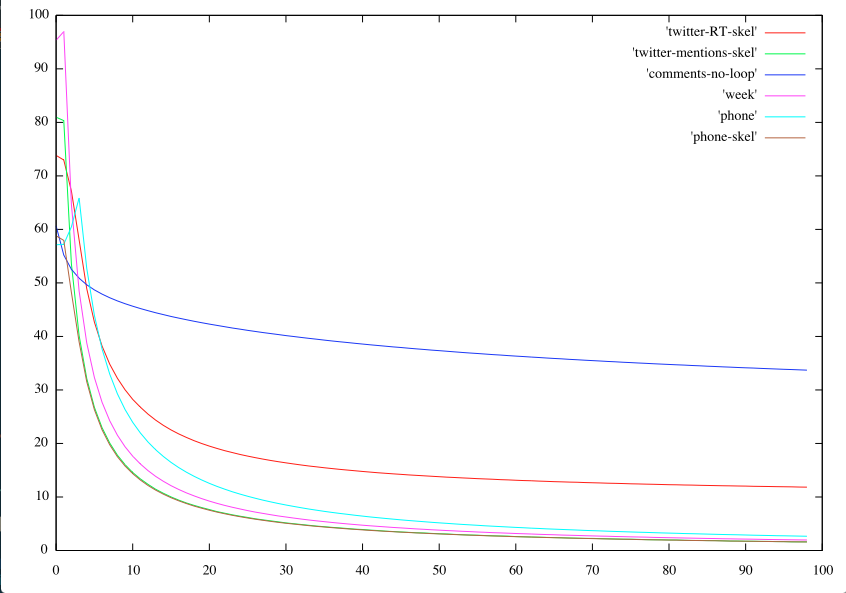 100
90
80
70
60
50
40
30
20
10
0
'twitter-RT-skel'
'twitter-mentions-skel'
'comments-no-loop'
'week'
'phone'
'phone-skel'
0 10 20 30 40 50 60 70 80 90 100